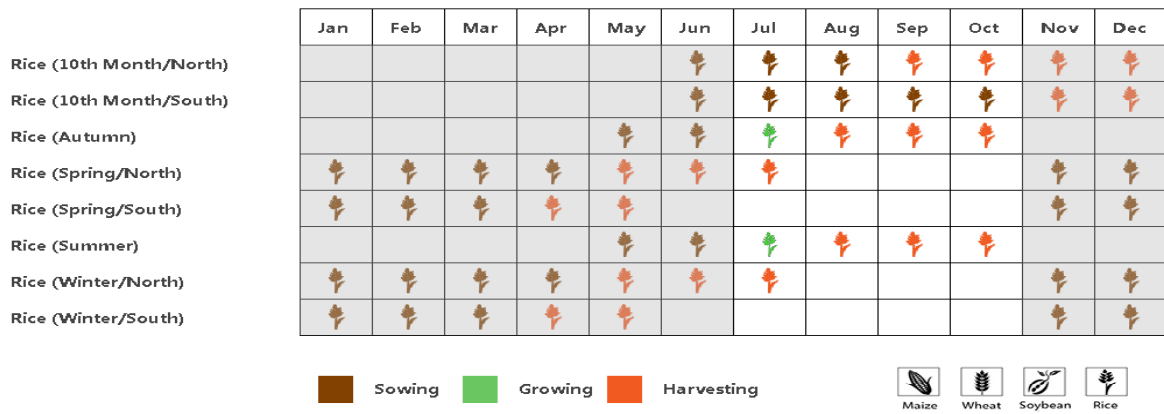 Jan Feb Mar Apr May Jun Jul Aug Sep Oct Nov Dec
Rice (10th Month/North)
Rice (10th Month/South)
Rice (Autumn)
Rice (Spring/North)
Rice (Spring/South)
Rice (Summer)
Rice (Winter/North)
Rice (Winter/South)
Sowing Growing Harvesting
Maize Wheat Soybean Rice